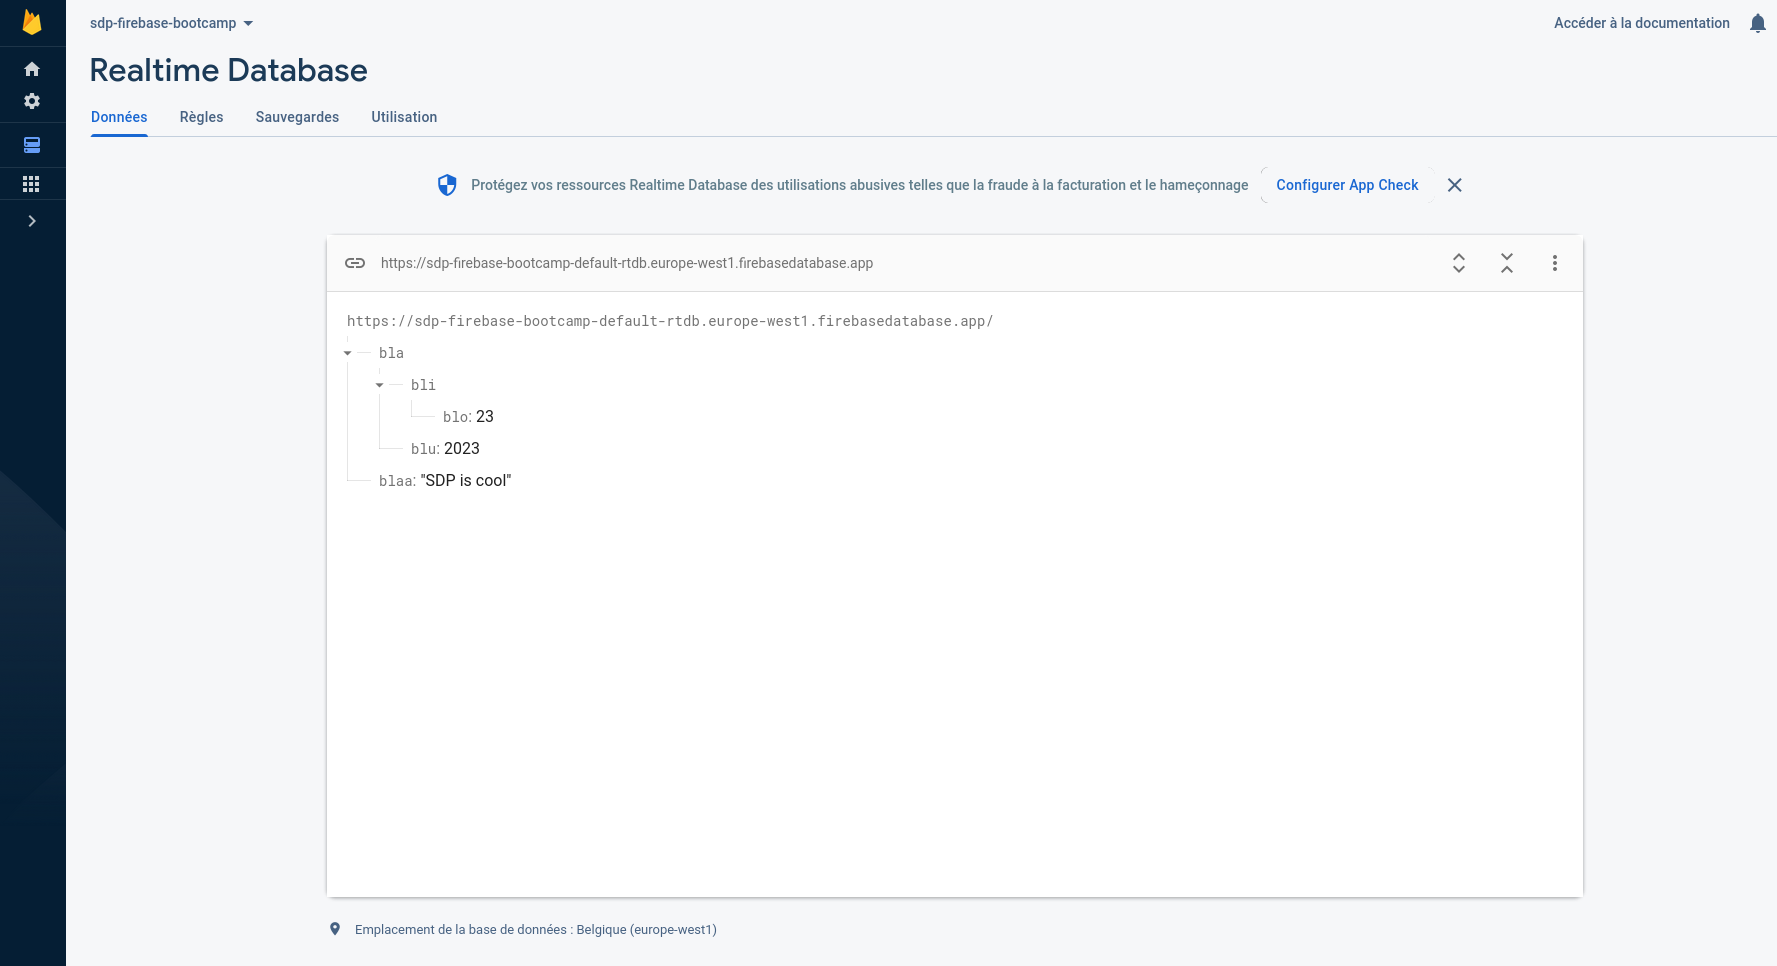 sdp-firebase-bootcamp
Accéder à la documentation
Realtime Database
Données Règles Sauvegardes Utilisation
Protégez vos ressources Realtime Database des utilisations abusives telles que la fraude à la facturation et le hameçonnage Configurer App Check
https://sdp-firebase-bootcamp-default-rtdb.europe-west1.firebasedatabase.app
https://sdp-firebase-bootcamp-default-rtdb.europe-west1.firebasedatabase.app/
bla
bli
blo: 23
blu: 2023
blaa: "SDP is cool"
Emplacement de la base de données : Belgique (europe-west1)